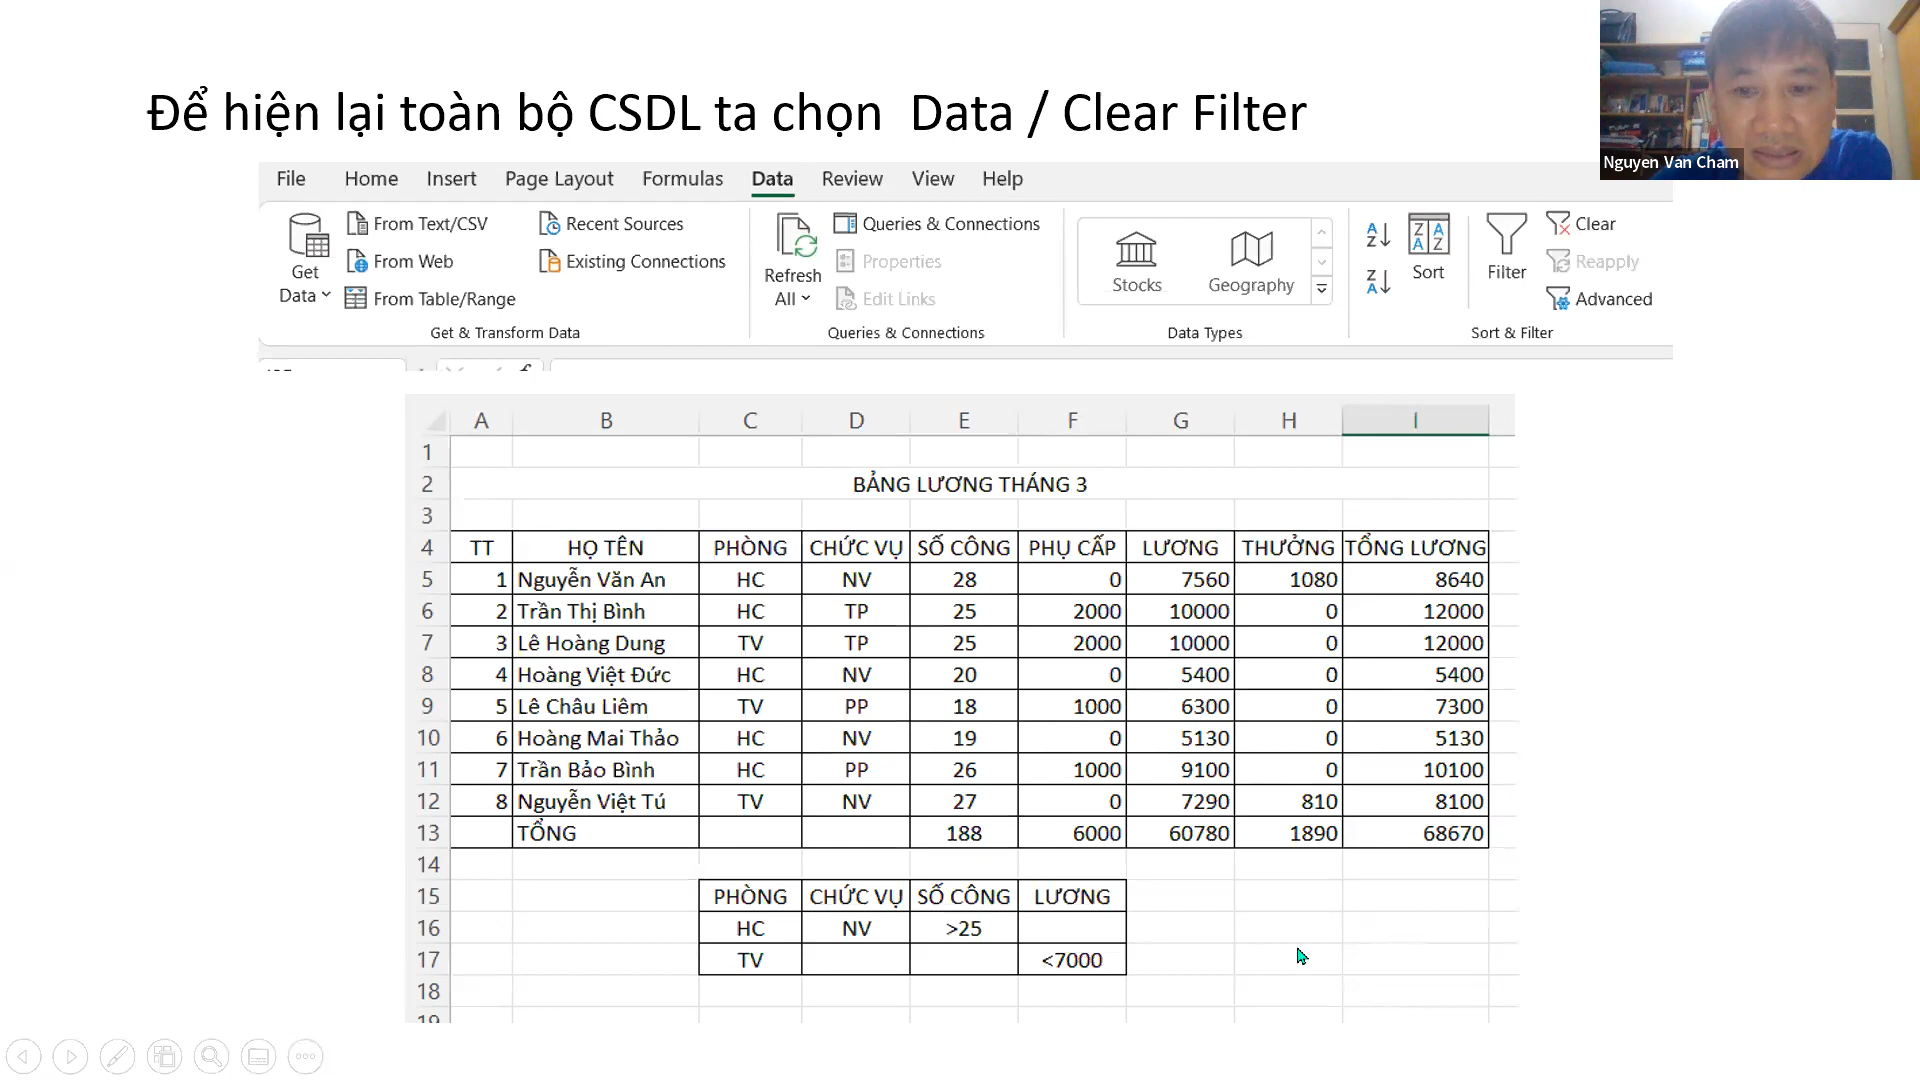 Để hiện lại toàn bộ CSDL ta chọn Data / Clear Filter
Nguyen Van Cham
File Home Insert Page Layout Formulas Data Review View Help
Get Data
From Text/CSV
From Web
From Table/Range
Recent Sources
Existing Connections
Get & Transform Data
Refresh All
Queries & Connections
Properties
Edit Links
Queries & Connections
Stocks
Geography
Data Types
Sort
Filter
Clear
Reapply
Advanced
Sort & Filter
A B C D E F G H I
1
2 BẢNG LƯƠNG THÁNG 3
3
4 TT HỌ TÊN PHÒNG CHỨC VỤ SỐ CÔNG PHỤ CẤP LƯƠNG THƯỞNG TỔNG LƯƠNG
5 1 Nguyễn Văn An HC NV 28 0 7560 1080 8640
6 2 Trần Thị Bình HC TP 25 2000 10000 0 12000
7 3 Lê Hoàng Dung TV TP 25 2000 10000 0 12000
8 4 Hoàng Việt Đức HC NV 20 0 5400 0 5400
9 5 Lê Châu Liêm TV PP 18 1000 6300 0 7300
10 6 Hoàng Mai Thảo HC NV 19 0 5130 0 5130
11 7 Trần Bảo Bình HC PP 26 1000 9100 0 10100
12 8 Nguyễn Việt Tú TV NV 27 0 7290 810 8100
13 TỔNG 188 6000 60780 1890 68670
14
15 PHÒNG CHỨC VỤ SỐ CÔNG LƯƠNG
16 HC NV >25
17 TV <7000
18